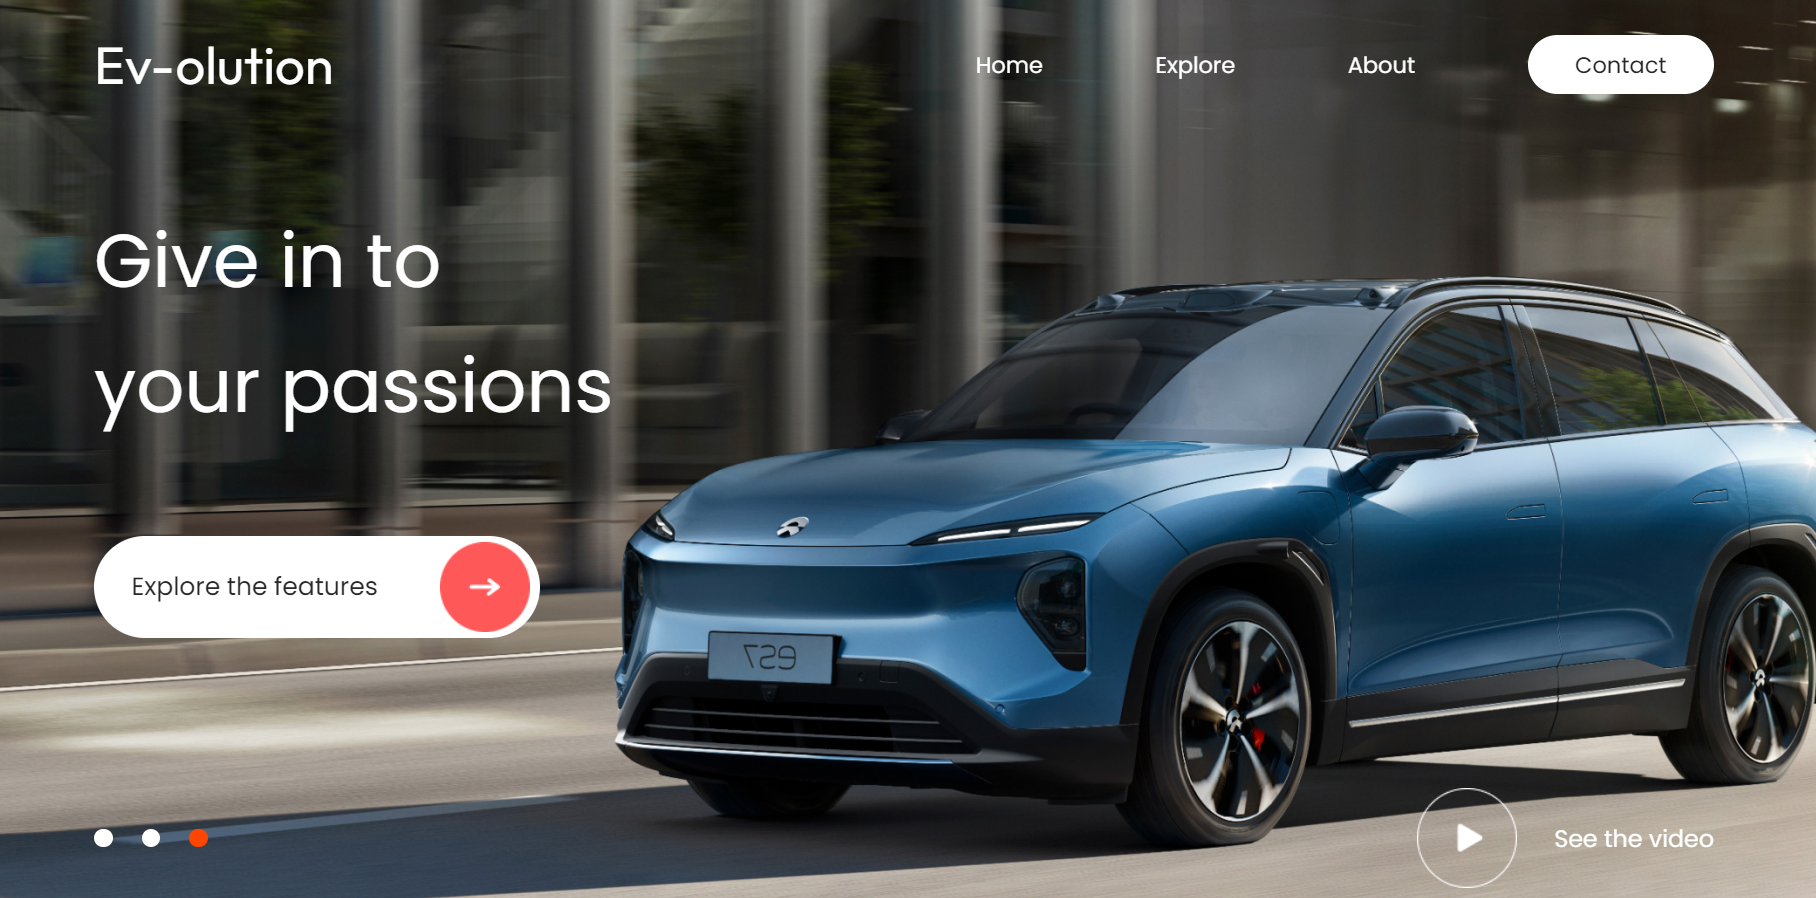 Ev-olution
Home
Explore
About
Contact
Give in to
your passions
Explore the features
ES7
See the video